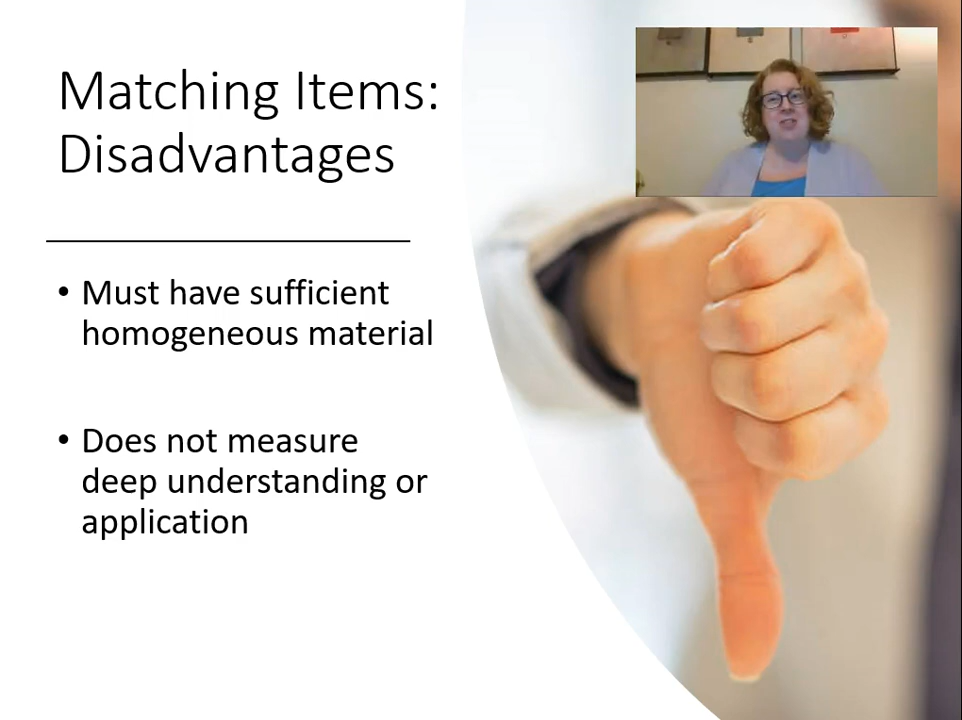 Matching Items:
Disadvantages
• Must have sufficient
homogeneous material
• Does not measure
deep understanding or
application